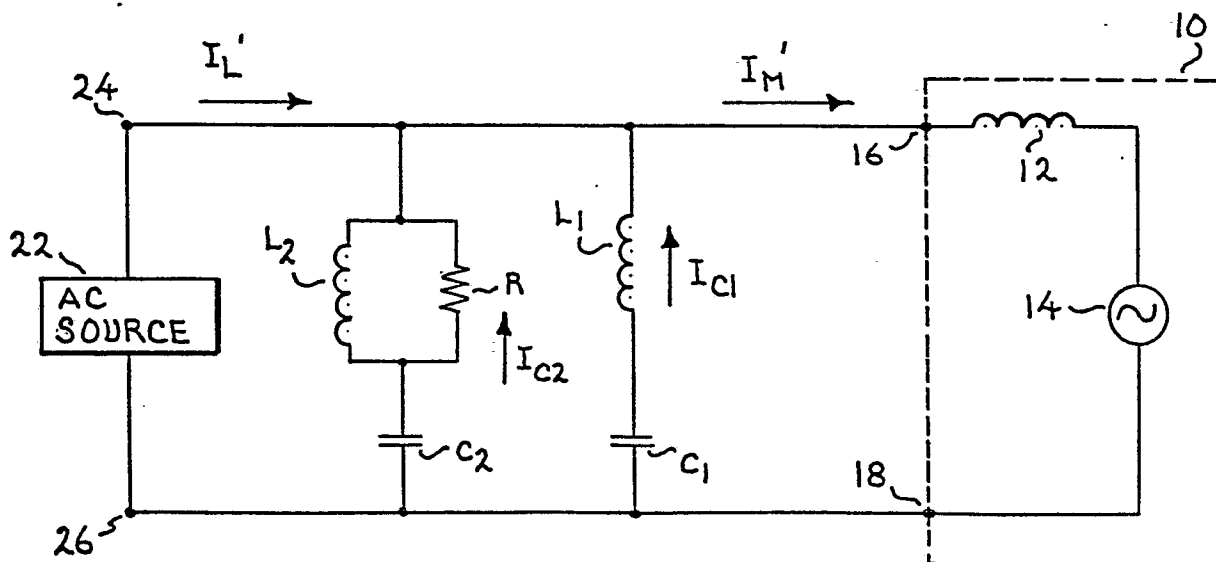 10
I_L'
I_M'
24
16
12
L2
L1
22
R
I_C1
AC
SOURCE
14
I_C2
C2
C1
18
26